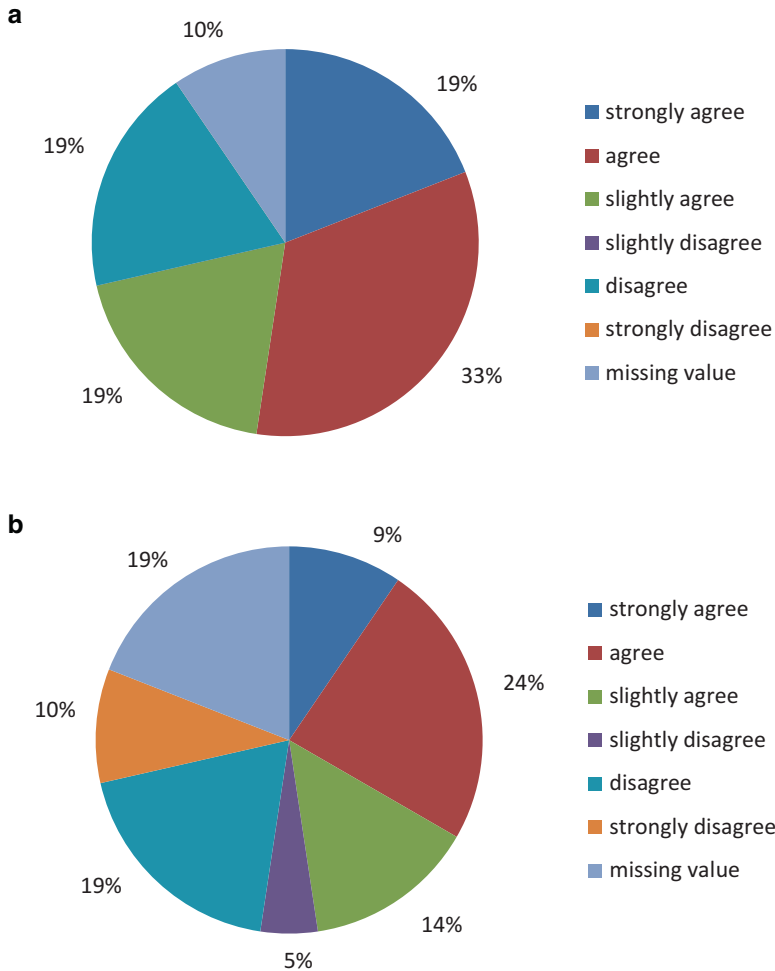 a
10%
19%
19%
33%
19%
strongly agree
agree
slightly agree
slightly disagree
disagree
strongly disagree
missing value
b
9%
19%
24%
10%
19%
14%
5%
strongly agree
agree
slightly agree
slightly disagree
disagree
strongly disagree
missing value